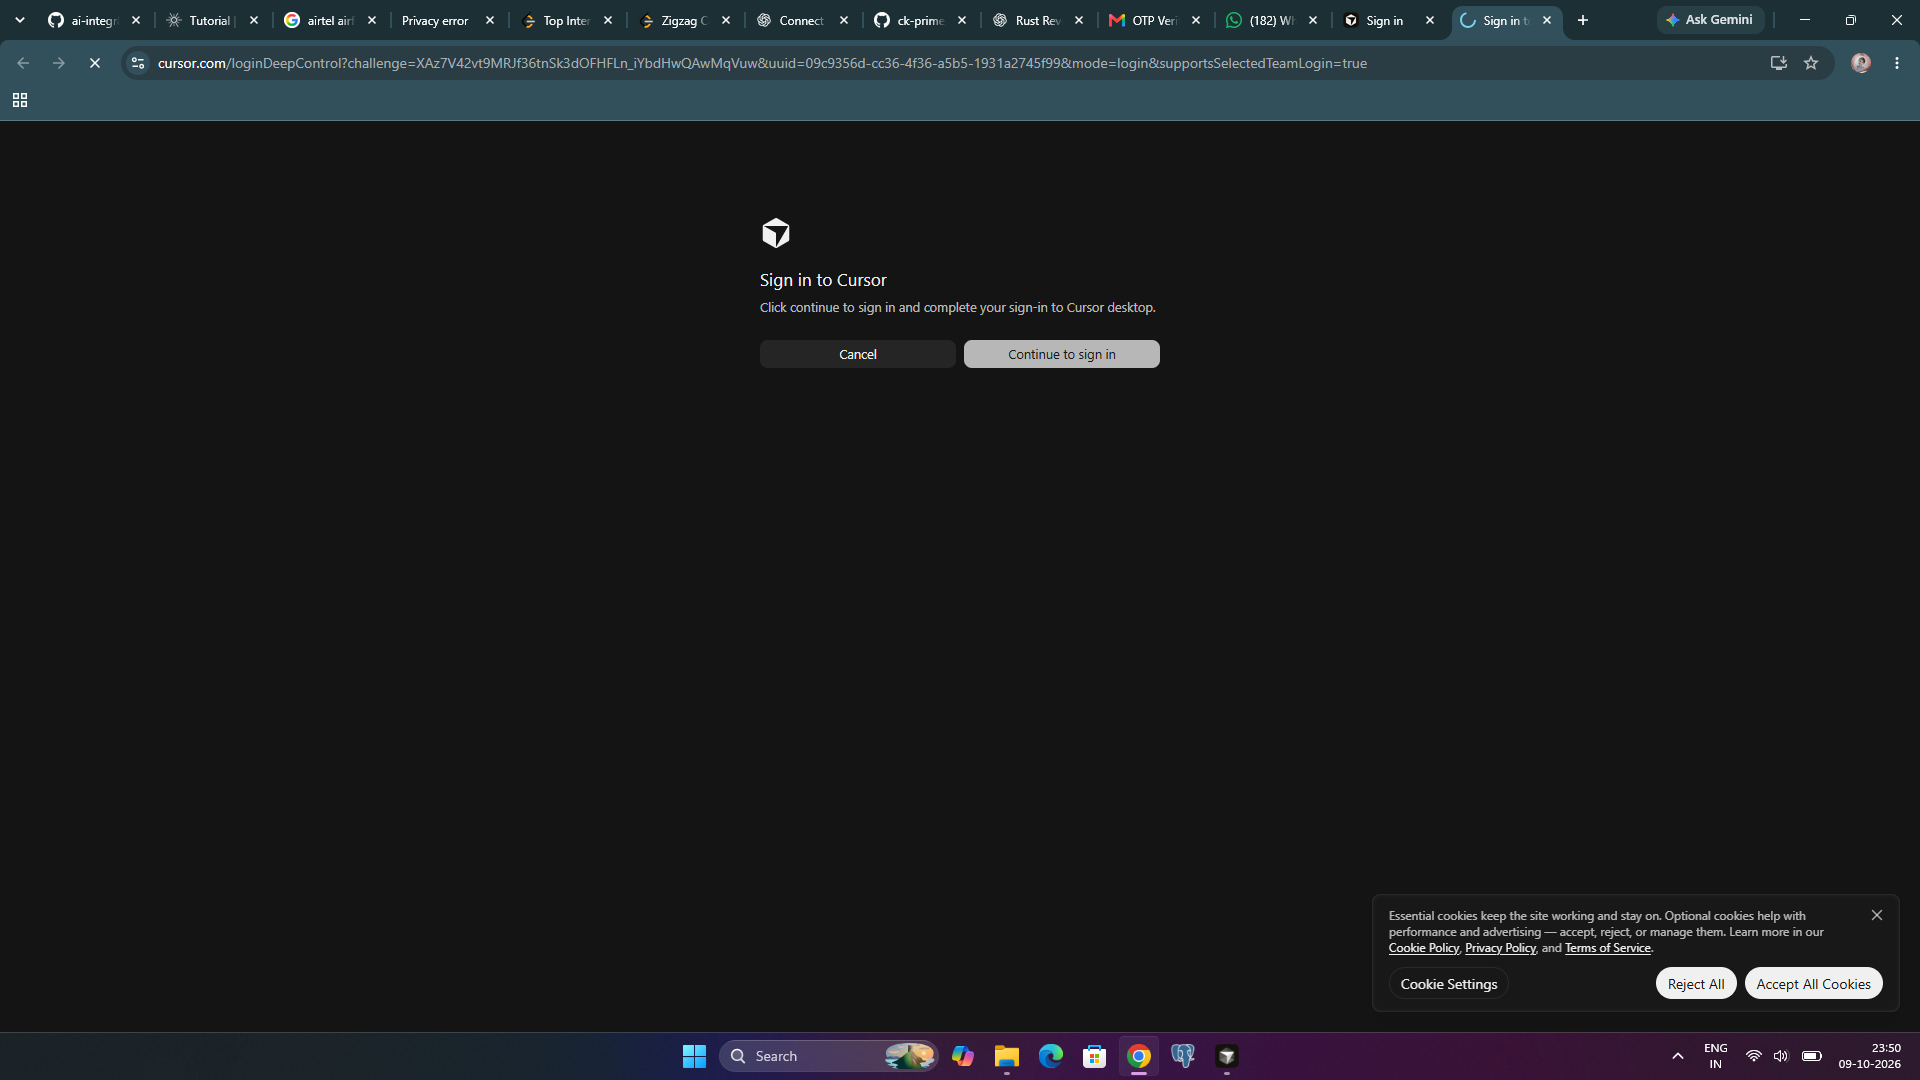 ai-integr
Tutorial
airtel airf
Privacy error
Top Inter
Zigzag C
Connect
ck-prime
Rust Rev
OTP Veri
(182) Wh
Sign in
Sign in t
Ask Gemini
cursor.com/loginDeepControl?challenge=XAz7V42vt9MRJf36tnSk3dOFHFLn_iYbdHwQAwMqVuw&uuid=09c9356d-cc36-4f36-a5b5-1931a2745f99&mode=login&supportsSelectedTeamLogin=true
Sign in to Cursor
Click continue to sign in and complete your sign-in to Cursor desktop.
Cancel
Continue to sign in
Essential cookies keep the site working and stay on. Optional cookies help with
performance and advertising — accept, reject, or manage them. Learn more in our
Cookie Policy, Privacy Policy, and Terms of Service.
Cookie Settings
Reject All
Accept All Cookies
Search
ENG
IN
23:50
09-10-2026